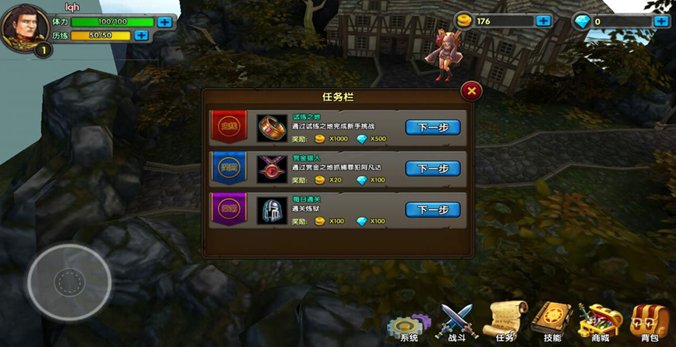 lqh
体力 100/100
历练 50/50
1
176
0
任务栏
试炼之地
通过试炼之地完成新手挑战
奖励: X1000 X500
下一步
赏金猎人
通过赏金之地抓捕罪犯阿凡达
奖励: X20 X100
下一步
每日通关
通关炼狱
奖励: X100 X100
下一步
系统
战斗
任务
技能
商城
背包